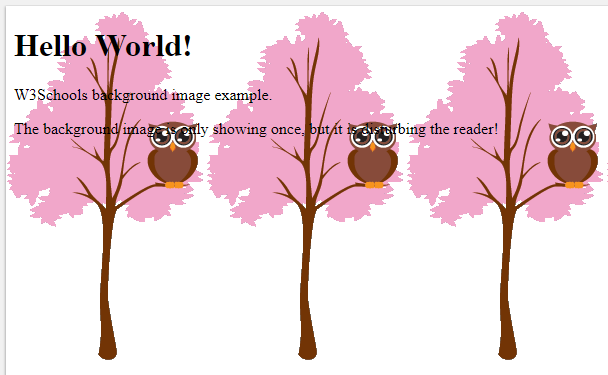 Hello World!
W3Schools background image example.
The background image is only showing once, but it is disturbing the reader!